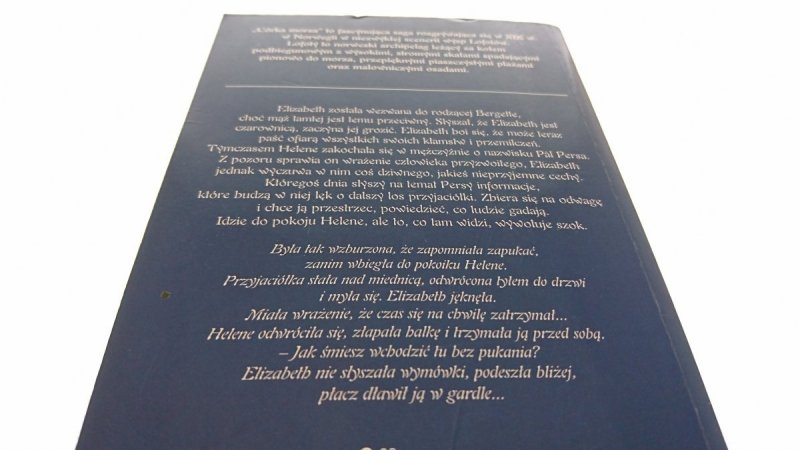 „Córka morza” to fascynująca saga rozgrywająca się w XIX w.
w Norwegii w niezwykłej scenerii wysp Lofotów.
Lofoty to norweski archipelag leżący za kołem
podbiegunowym z wysokimi, stromymi skałami spadającymi
pionowo do morza, przepięknymi piaszczystymi plażami
oraz malowniczymi osadami.
Elizabeth została wezwana do rodzącej Bergette,
choć mąż tamtej jest temu przeciwny. Słyszał, że Elizabeth jest
czarownicą, zaczyna jej grozić. Elizabeth boi się, że może teraz
paść ofiarą wszystkich swoich kłamstw i przemilczeń.
Tymczasem Helene zakochała się w mężczyźnie o nazwisku Pål Persa.
Z pozoru sprawia on wrażenie człowieka przyzwoitego, Elizabeth
jednak wyczuwa w nim coś dziwnego, jakieś nieprzyjemne cechy.
Któregoś dnia słyszy na temat Persy informacje,
które budzą w niej lęk o dalszy los przyjaciółki. Zbiera się na odwagę
i chce ją przestrzec, powiedzieć, co ludzie gadają.
Idzie do pokoju Helene, ale to, co tam widzi, wywołuje szok.
Była tak wzburzona, że zapomniała zapukać,
zanim wbiegła do pokoiku Helene.
Przyjaciółka stała nad miednicą, odwrócona tyłem do drzwi
i myła się. Elizabeth jęknęła.
Miała wrażenie, że czas się na chwilę zatrzymał...
Helene odwróciła się, złapała halkę i trzymała ją przed sobą.
– Jak śmiesz wchodzić tu bez pukania?
Elizabeth nie słyszała wymówki, podeszła bliżej,
płacz dławił ją w gardle...